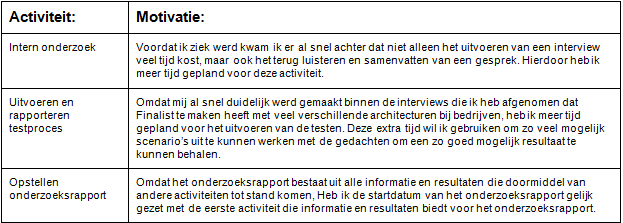 Activiteit: Motivatie:
Intern onderzoek Voordat ik ziek werd kwam ik er al snel achter dat niet alleen het uitvoeren van een interview
veel tijd kost, maar ook het terug luisteren en samenvatten van een gesprek. Hierdoor heb ik
meer tijd gepland voor deze activiteit.
Uitvoeren en Omdat mij al snel duidelijk werd gemaakt binnen de interviews die ik heb afgenomen dat
rapporteren Finalist te maken heeft met veel verschillende architecturen bij bedrijven, heb ik meer tijd
testproces gepland voor het uitvoeren van de testen. Deze extra tijd wil ik gebruiken om zo veel mogelijk
scenario's uit te kunnen werken met de gedachten om een zo goed mogelijk resultaat te
kunnen behalen.
Opstellen Omdat het onderzoeksrapport bestaat uit alle informatie en resultaten die doormiddel van
onderzoeksrapport andere activiteiten tot stand komen, Heb ik de startdatum van het onderzoeksrapport gelijk
gezet met de eerste activiteit die informatie en resultaten biedt voor het onderzoeksrapport.